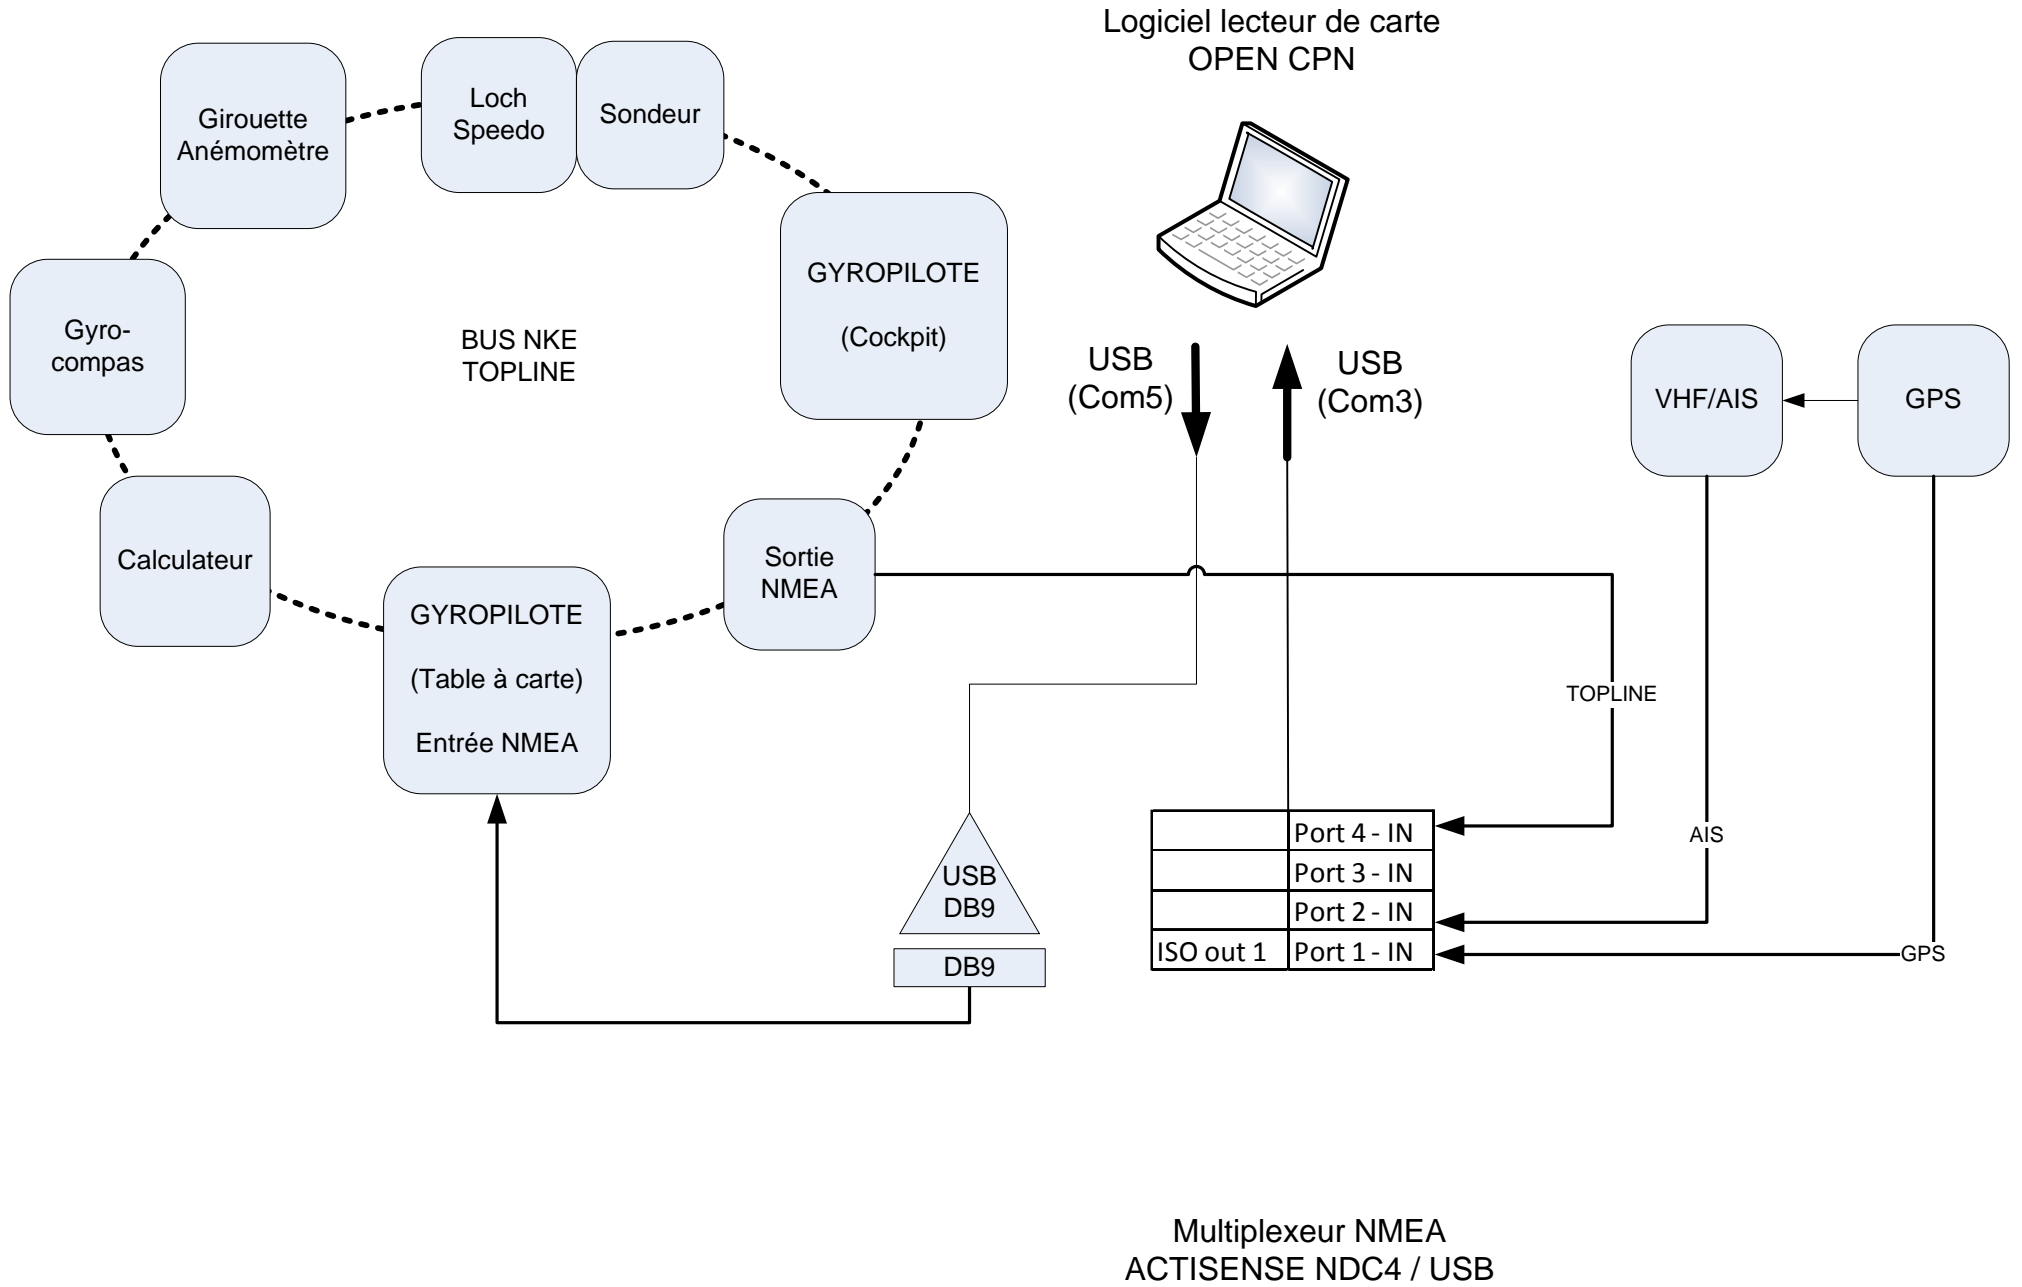 Logiciel lecteur de carte
OPEN CPN
Girouette
Anémomètre
Loch
Speedo
Sondeur
GYROPILOTE
(Cockpit)
Gyro-
compas
BUS NKE
TOPLINE
USB
(Com5)
USB
(Com3)
VHF/AIS
GPS
Calculateur
GYROPILOTE
(Table à carte)
Entrée NMEA
Sortie
NMEA
TOPLINE
AIS
GPS
USB
DB9
DB9
Port 4 - IN
Port 3 - IN
Port 2 - IN
ISO out 1 Port 1 - IN
Multiplexeur NMEA
ACTISENSE NDC4 / USB